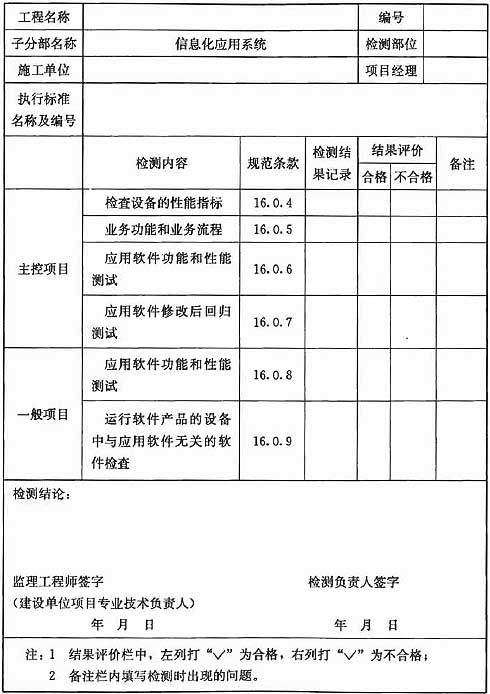 工程名称 编号
子分部名称 信息化应用系统 检测部位
施工单位 项目经理
执行标准
名称及编号
检测内容 规范条款 检测结果记录 结果评价 备注
合格 不合格
主控项目
检查设备的性能指标 16.0.4
业务功能和业务流程 16.0.5
应用软件功能和性能
测试 16.0.6
应用软件修改后回归
测试 16.0.7
一般项目
应用软件功能和性能
测试 16.0.8
运行软件产品的设备
中与应用软件无关的软
件检查 16.0.9
检测结论：
监理工程师签字 检测负责人签字
（建设单位项目专业技术负责人）
年 月 日 年 月 日
注：1 结果评价栏中，左列打“✓”为合格，右列打“✓”为不合格；
2 备注栏内填写检测时出现的问题。